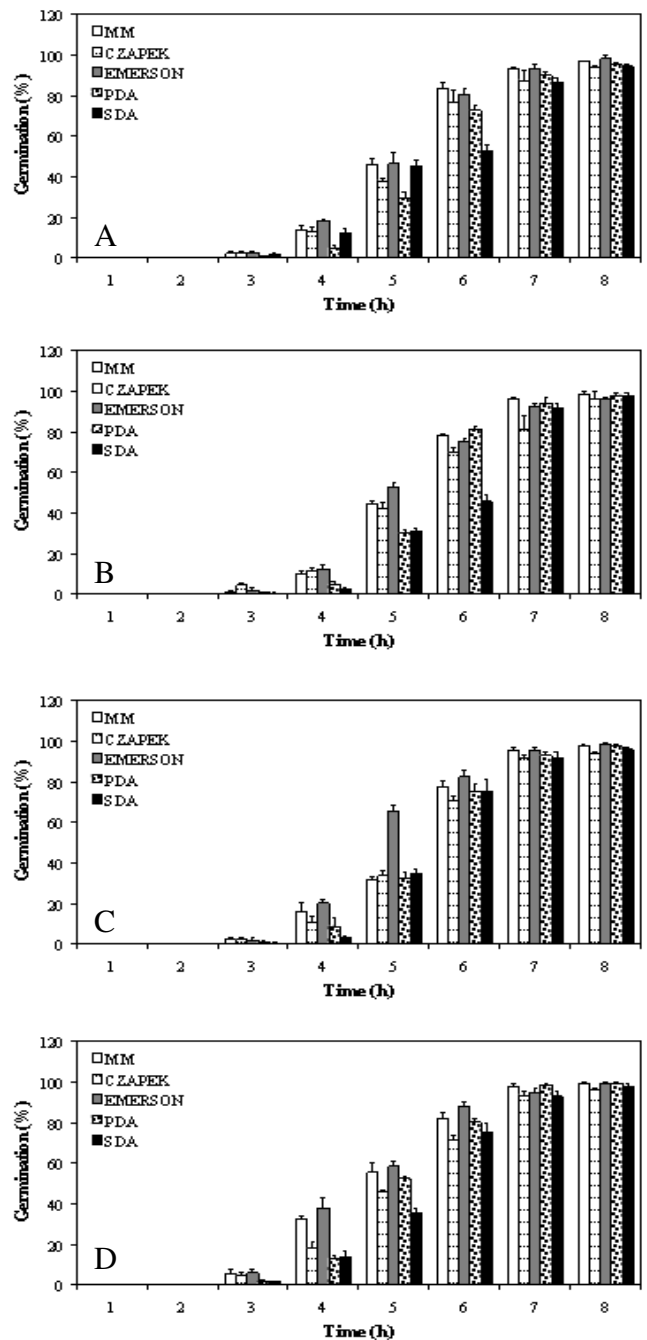 120
100
80
60
40
20
0
Germination (%)
MM
CZAPEK
EMERSON
PDA
SDA
A
1 2 3 4 5 6 7 8
Time (h)
120
100
80
60
40
20
0
Germination (%)
MM
CZAPEK
EMERSON
PDA
SDA
B
1 2 3 4 5 6 7 8
Time (h)
120
100
80
60
40
20
0
Germination (%)
MM
CZAPEK
EMERSON
PDA
SDA
C
1 2 3 4 5 6 7 8
Time (h)
120
100
80
60
40
20
0
Germination (%)
MM
CZAPEK
EMERSON
PDA
SDA
D
1 2 3 4 5 6 7 8
Time (h)